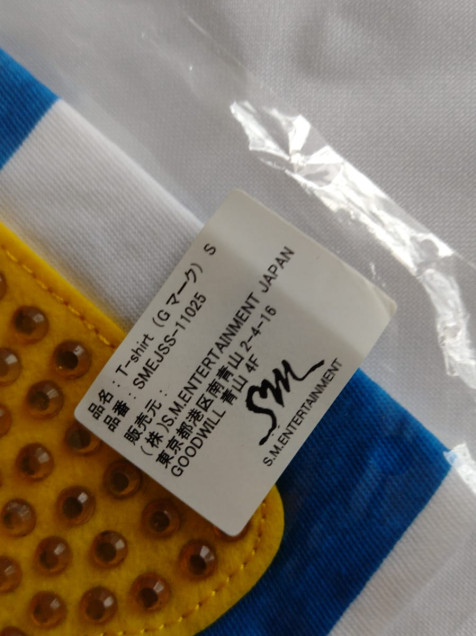 品名：T-shirt（Gマーク）S
品番：SMEJSS-11025
販売元：
（株）S.M.ENTERTAINMENT JAPAN
東京都港区南青山 2-4-16
GOODWILL 青山 4F
SM
S.M.ENTERTAINMENT